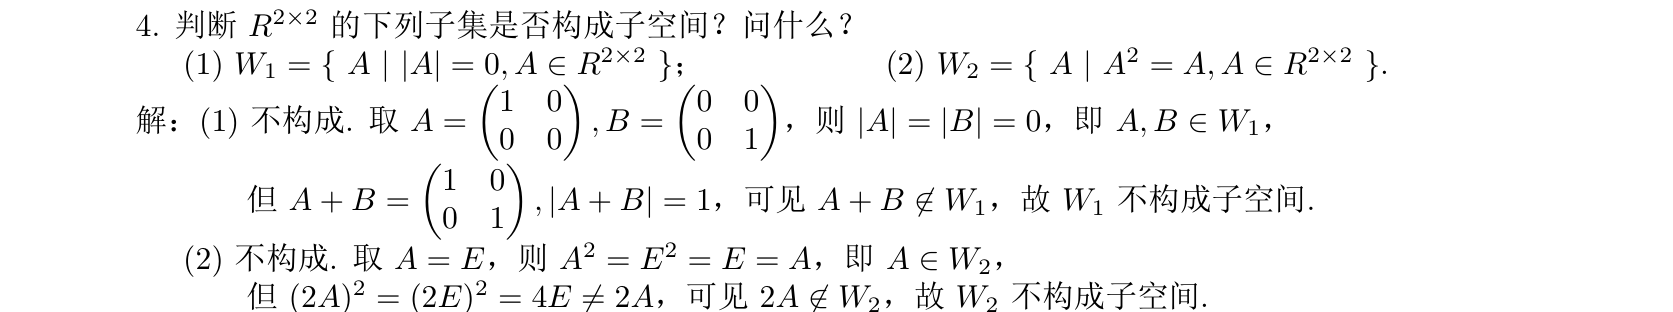 4. 判断 $R^{2\times 2}$ 的下列子集是否构成子空间？问什么？
(1) $W_1 = \{ A \mid |A| = 0, A \in R^{2\times 2} \}$； (2) $W_2 = \{ A \mid A^2 = A, A \in R^{2\times 2} \}$.
解：(1) 不构成. 取 $A = \begin{pmatrix} 1 & 0 \\ 0 & 0 \end{pmatrix}, B = \begin{pmatrix} 0 & 0 \\ 0 & 1 \end{pmatrix}$，则 $|A| = |B| = 0$，即 $A, B \in W_1$，
但 $A + B = \begin{pmatrix} 1 & 0 \\ 0 & 1 \end{pmatrix}, |A + B| = 1$，可见 $A + B \notin W_1$，故 $W_1$ 不构成子空间.
(2) 不构成. 取 $A = E$，则 $A^2 = E^2 = E = A$，即 $A \in W_2$，
但 $(2A)^2 = (2E)^2 = 4E \neq 2A$，可见 $2A \notin W_2$，故 $W_2$ 不构成子空间.